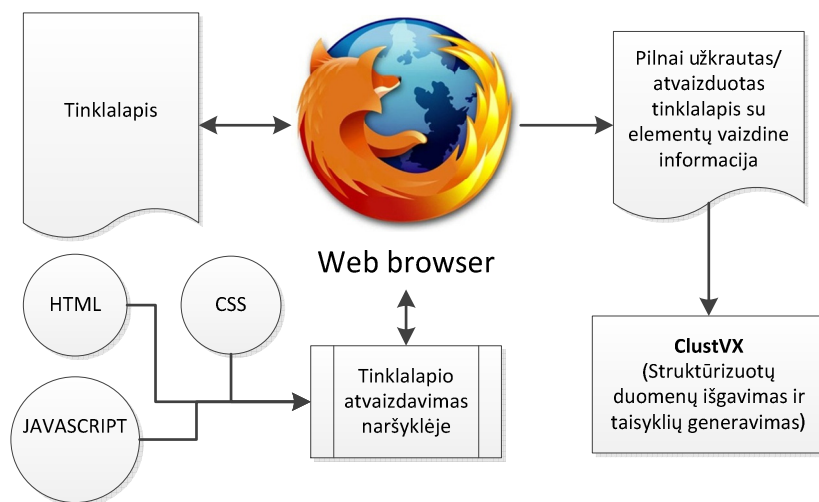 Tinklalapis
Pilnai užkrautas/
atvaizduotas
tinklalapis su
elementų vaizdine
informacija
Web browser
HTML
CSS
JAVASCRIPT
Tinklalapio
atvaizdavimas
naršyklėje
ClustVX
(Struktūrizuotų
duomenų išgavimas ir
taisyklių generavimas)